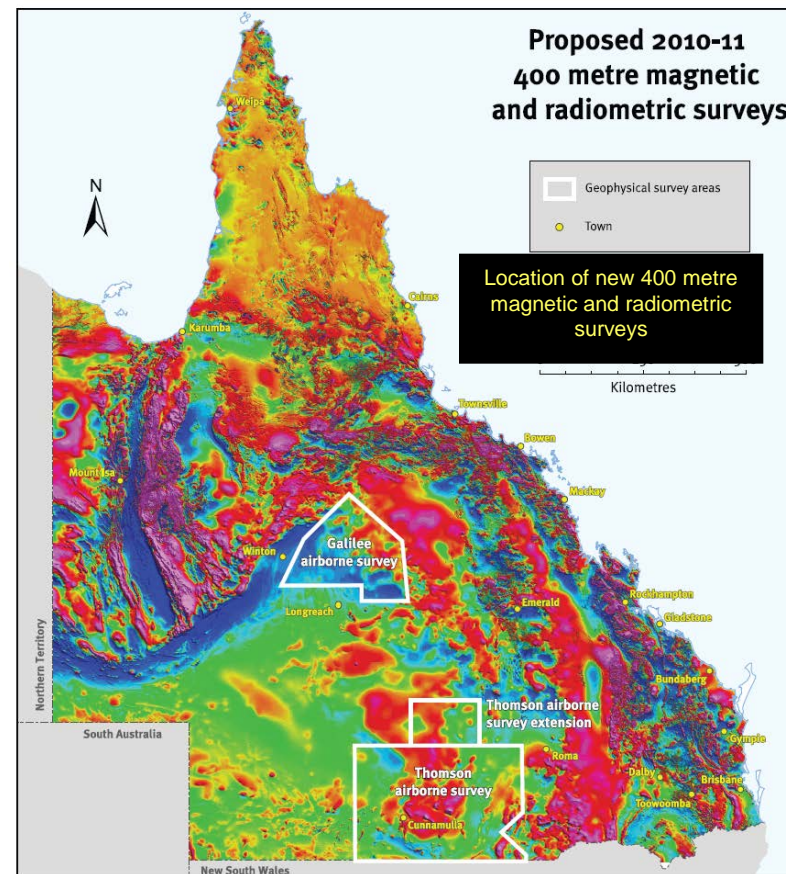 Proposed 2010-11
400 metre magnetic
and radiometric surveys
Geophysical survey areas
Town
Location of new 400 metre
magnetic and radiometric
surveys
Kilometres
N
Weipa
Cairns
Karumba
Townsville
Bowen
Mount Isa
Mackay
Galilee
airborne survey
Winton
Longreach
Emerald
Rockhampton
Gladstone
Northern Territory
Bundaberg
Thomson airborne
survey extension
South Australia
Gympie
Roma
Thomson
airborne survey
Dalby
Brisbane
Toowoomba
Cunnamulla
New South Wales